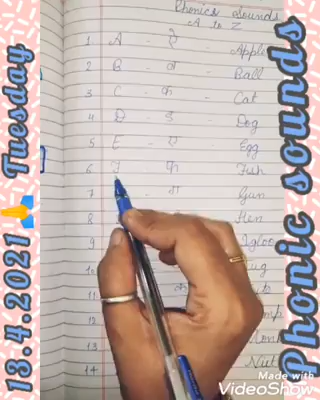 Phonics Sounds
A to Z
1 A ऐ - Apple
2 B - ब - Ball
3 C - क - Cat
4 D - ड - Dog
5 E - ए - Egg
6 F - फ - Fish
7 - ग - Gun
8 Hen
9 Igloo
10
11
12
13
14
13.4.2021🙏 Tuesday
Phonic sounds
Made with
VideoShow